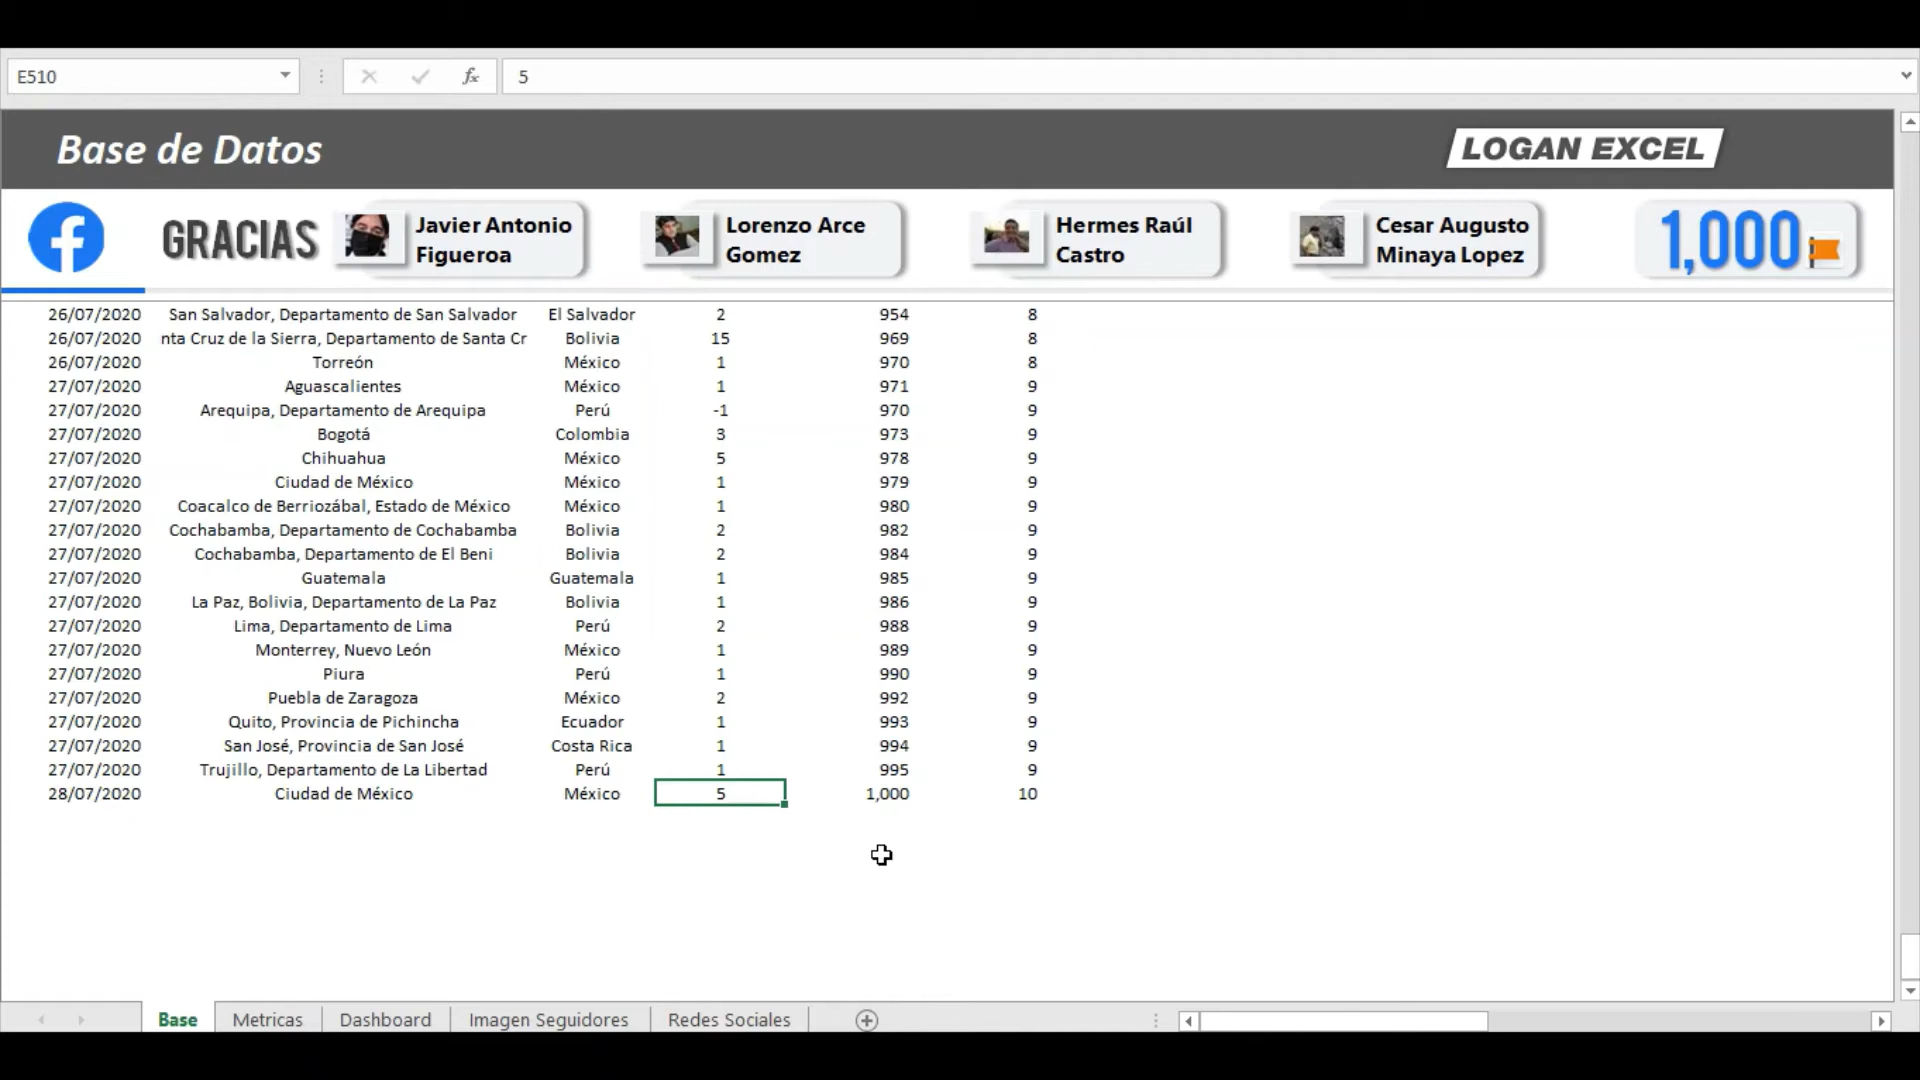 E510
fx
5
Base de Datos
LOGAN EXCEL
GRACIAS
Javier Antonio
Figueroa
Lorenzo Arce
Gomez
Hermes Raúl
Castro
Cesar Augusto
Minaya Lopez
1,000
26/07/2020 San Salvador, Departamento de San Salvador El Salvador 2 954 8
26/07/2020 nta Cruz de la Sierra, Departamento de Santa Cr Bolivia 15 969 8
26/07/2020 Torreón México 1 970 8
27/07/2020 Aguascalientes México 1 971 9
27/07/2020 Arequipa, Departamento de Arequipa Perú -1 970 9
27/07/2020 Bogotá Colombia 3 973 9
27/07/2020 Chihuahua México 5 978 9
27/07/2020 Ciudad de México México 1 979 9
27/07/2020 Coacalco de Berriozábal, Estado de México México 1 980 9
27/07/2020 Cochabamba, Departamento de Cochabamba Bolivia 2 982 9
27/07/2020 Cochabamba, Departamento de El Beni Bolivia 2 984 9
27/07/2020 Guatemala Guatemala 1 985 9
27/07/2020 La Paz, Bolivia, Departamento de La Paz Bolivia 1 986 9
27/07/2020 Lima, Departamento de Lima Perú 2 988 9
27/07/2020 Monterrey, Nuevo León México 1 989 9
27/07/2020 Piura Perú 1 990 9
27/07/2020 Puebla de Zaragoza México 2 992 9
27/07/2020 Quito, Provincia de Pichincha Ecuador 1 993 9
27/07/2020 San José, Provincia de San José Costa Rica 1 994 9
27/07/2020 Trujillo, Departamento de La Libertad Perú 1 995 9
28/07/2020 Ciudad de México México 5 1,000 10
Base Metricas Dashboard Imagen Seguidores Redes Sociales